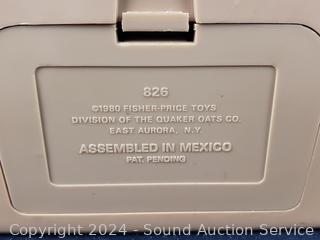 826
©1980 FISHER-PRICE TOYS
DIVISION OF THE QUAKER OATS CO.
EAST AURORA, N.Y.
ASSEMBLED IN MEXICO
PAT. PENDING
Copyright 2024 - Sound Auction Service